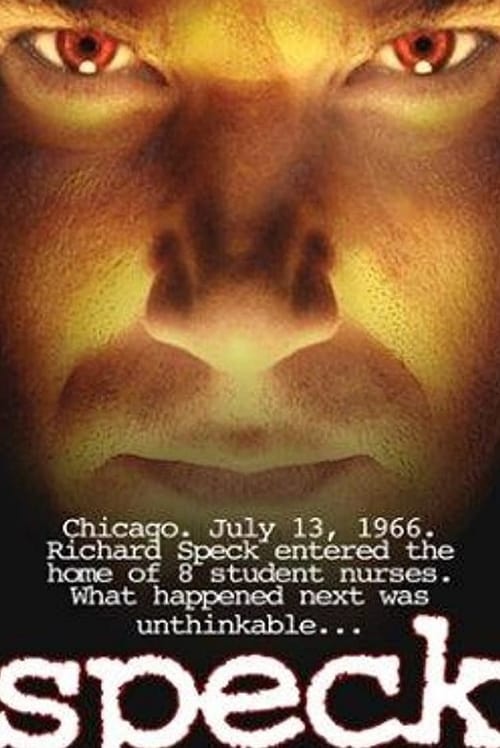 Chicago. July 13, 1966.
Richard Speck entered the
home of 8 student nurses.
What happened next was
unthinkable...
speck